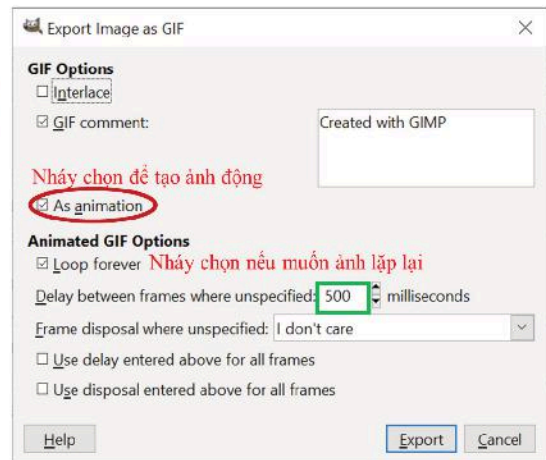 Export Image as GIF
GIF Options
Interlace
GIF comment:
Created with GIMP
Nháy chọn để tạo ảnh động
As animation
Animated GIF Options
Loop forever Nháy chọn nếu muốn ảnh lặp lại
Delay between frames where unspecified: 500 milliseconds
Frame disposal where unspecified: I don't care
Use delay entered above for all frames
Use disposal entered above for all frames
Help Export Cancel